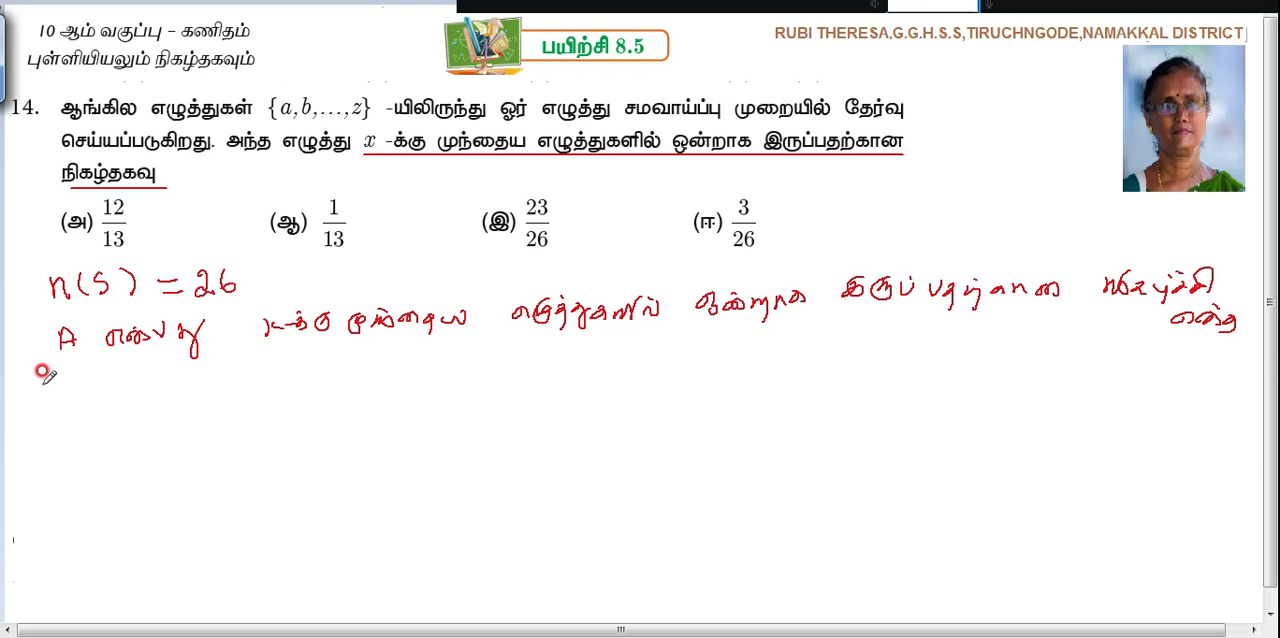 10 ஆம் வகுப்பு – கணிதம்
புள்ளியியலும் நிகழ்தகவும்
பயிற்சி 8.5
RUBI THERESA,G.G.H.S.S,TIRUCHNGODE,NAMAKKAL DISTRICT
14. ஆங்கில எழுத்துகள் {a,b,...,z} -யிலிருந்து ஓர் எழுத்து சமவாய்ப்பு முறையில் தேர்வு
செய்யப்படுகிறது. அந்த எழுத்து x -க்கு முந்தைய எழுத்துகளில் ஒன்றாக இருப்பதற்கான
நிகழ்தகவு
(அ) 12/13 (ஆ) 1/13 (இ) 23/26 (ஈ) 3/26
n(S) = 26
A என்பது x-க்கு முந்தைய எழுத்துகளில் ஒன்றாக இருப்பதற்கான நிகழ்ச்சி
என்க